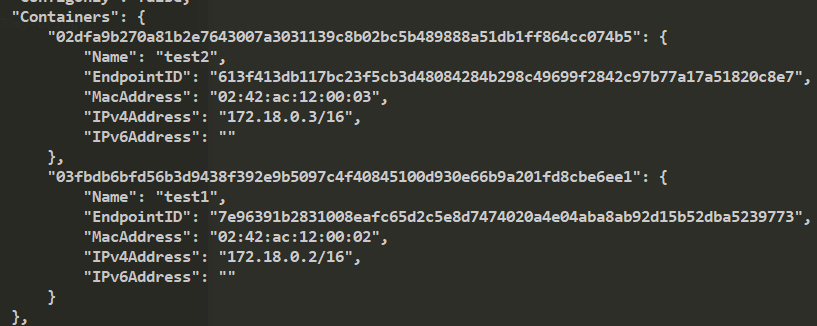 "Containers": {
"02dfa9b270a81b2e7643007a3031139c8b02bc5b489888a51db1ff864cc074b5": {
"Name": "test2",
"EndpointID": "613f413db117bc23f5cb3d48084284b298c49699f2842c97b77a17a51820c8e7",
"MacAddress": "02:42:ac:12:00:03",
"IPv4Address": "172.18.0.3/16",
"IPv6Address": ""
},
"03fbdb6bfd56b3d9438f392e9b5097c4f40845100d930e66b9a201fd8cbe6ee1": {
"Name": "test1",
"EndpointID": "7e96391b2831008eafc65d2c5e8d7474020a4e04aba8ab92d15b52dba5239773",
"MacAddress": "02:42:ac:12:00:02",
"IPv4Address": "172.18.0.2/16",
"IPv6Address": ""
}
},